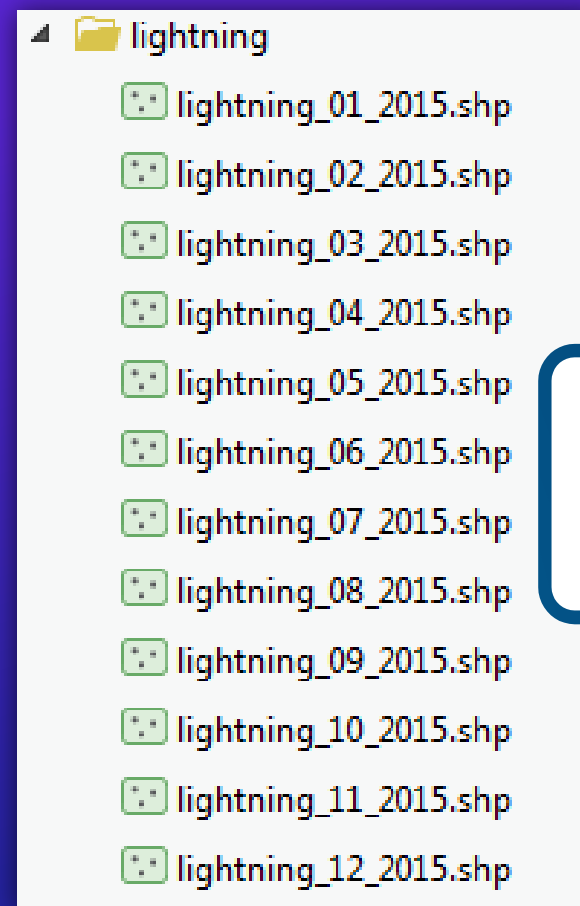 lightning
lightning_01_2015.shp
lightning_02_2015.shp
lightning_03_2015.shp
lightning_04_2015.shp
lightning_05_2015.shp
lightning_06_2015.shp
lightning_07_2015.shp
lightning_08_2015.shp
lightning_09_2015.shp
lightning_10_2015.shp
lightning_11_2015.shp
lightning_12_2015.shp